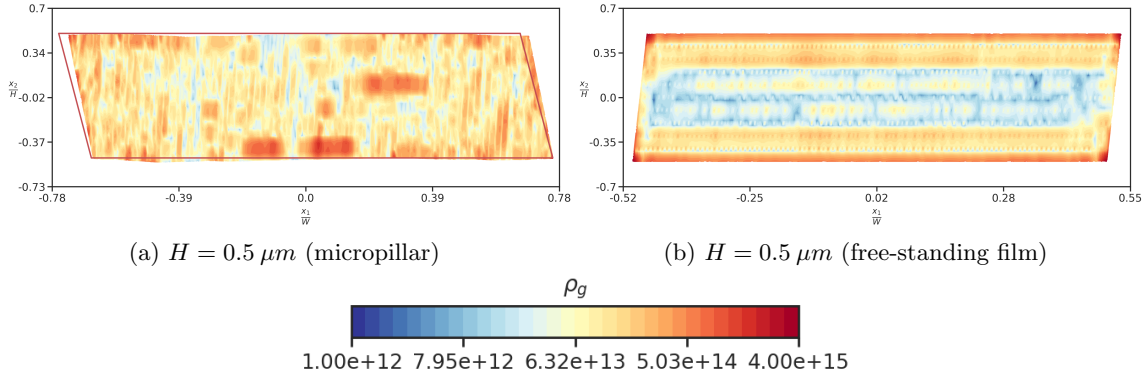 0.7
0.34
-0.02
-0.37
-0.73
x₂/H
-0.78 -0.39 0.0 0.39 0.78
x₁/W
(a) H = 0.5 μm (micropillar)
0.7
0.35
0.0
-0.37
-0.7
x₂/H
-0.52 -0.25 0.02 0.28 0.55
x₁/W
(b) H = 0.5 μm (free-standing film)
ρg
1.00e+12 7.95e+12 6.32e+13 5.03e+14 4.00e+15